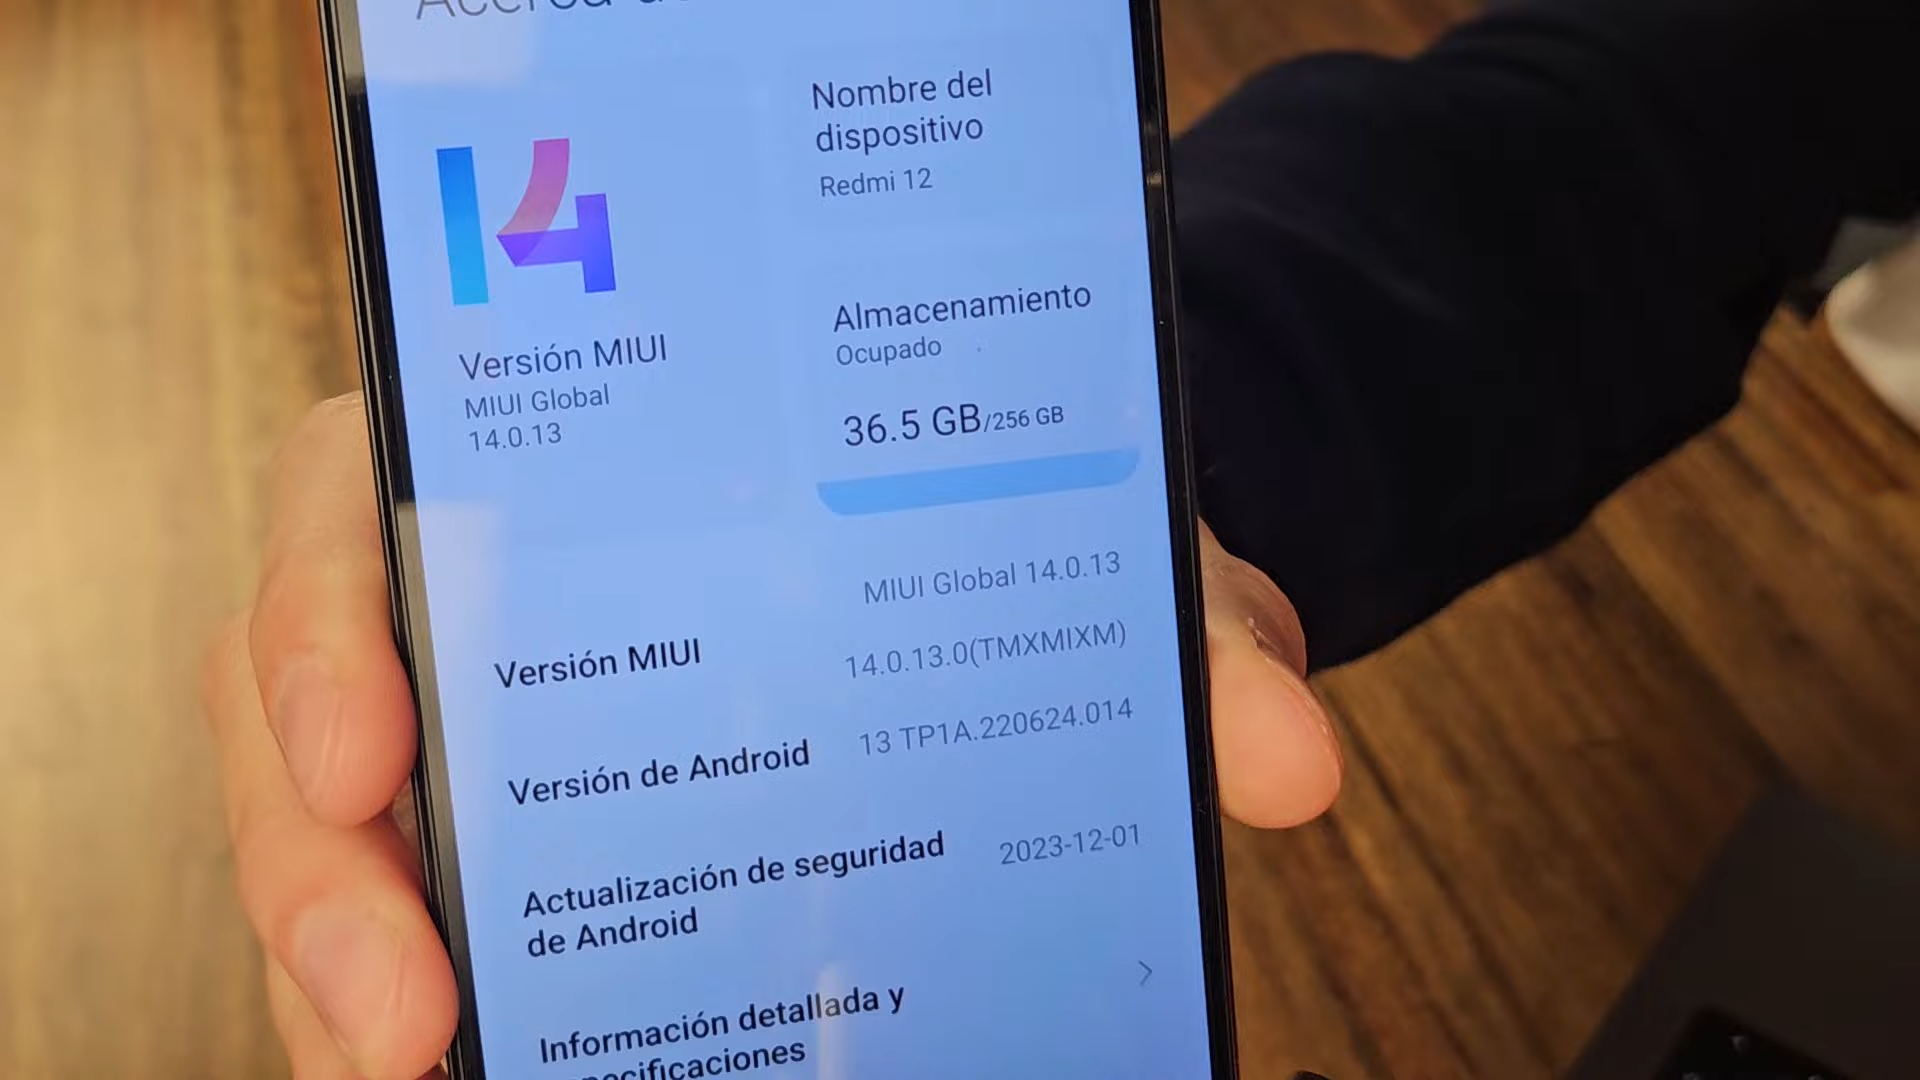 Acerca
14
Nombre del
dispositivo
Redmi 12
Versión MIUI
MIUI Global
14.0.13
Almacenamiento
Ocupado
36.5 GB/256 GB
MIUI Global 14.0.13
Versión MIUI
14.0.13.0(TMXMIXM)
Versión de Android
13 TP1A.220624.014
Actualización de seguridad
de Android
2023-12-01
Información detallada y